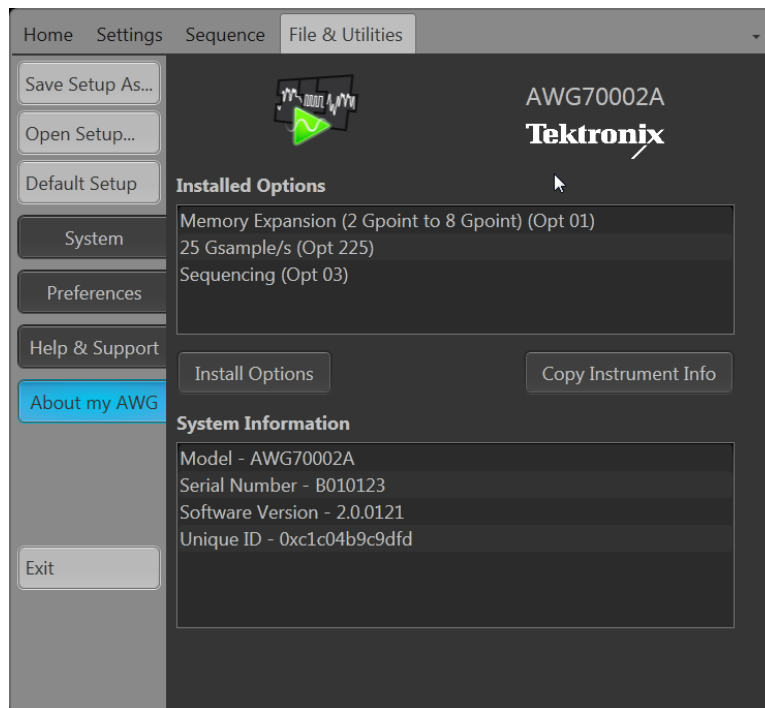 Home Settings Sequence File & Utilities
Save Setup As...
Open Setup...
Default Setup
System
Preferences
Help & Support
About my AWG
Exit
AWG70002A
Tektronix
Installed Options
Memory Expansion (2 Gpoint to 8 Gpoint) (Opt 01)
25 Gsample/s (Opt 225)
Sequencing (Opt 03)
Install Options Copy Instrument Info
System Information
Model - AWG70002A
Serial Number - B010123
Software Version - 2.0.0121
Unique ID - 0xc1c04b9c9dfd